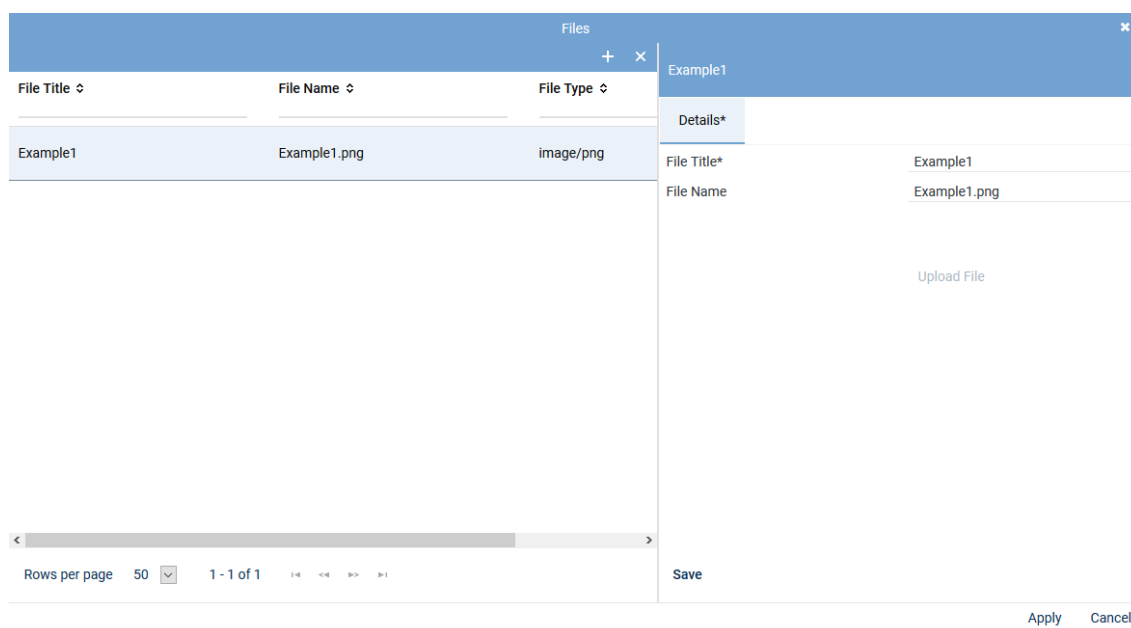 Files
Example1
File Title File Name File Type
Details*
Example1 Example1.png image/png
File Title* Example1
File Name Example1.png
Upload File
Rows per page 50 1 - 1 of 1
Save
Apply Cancel